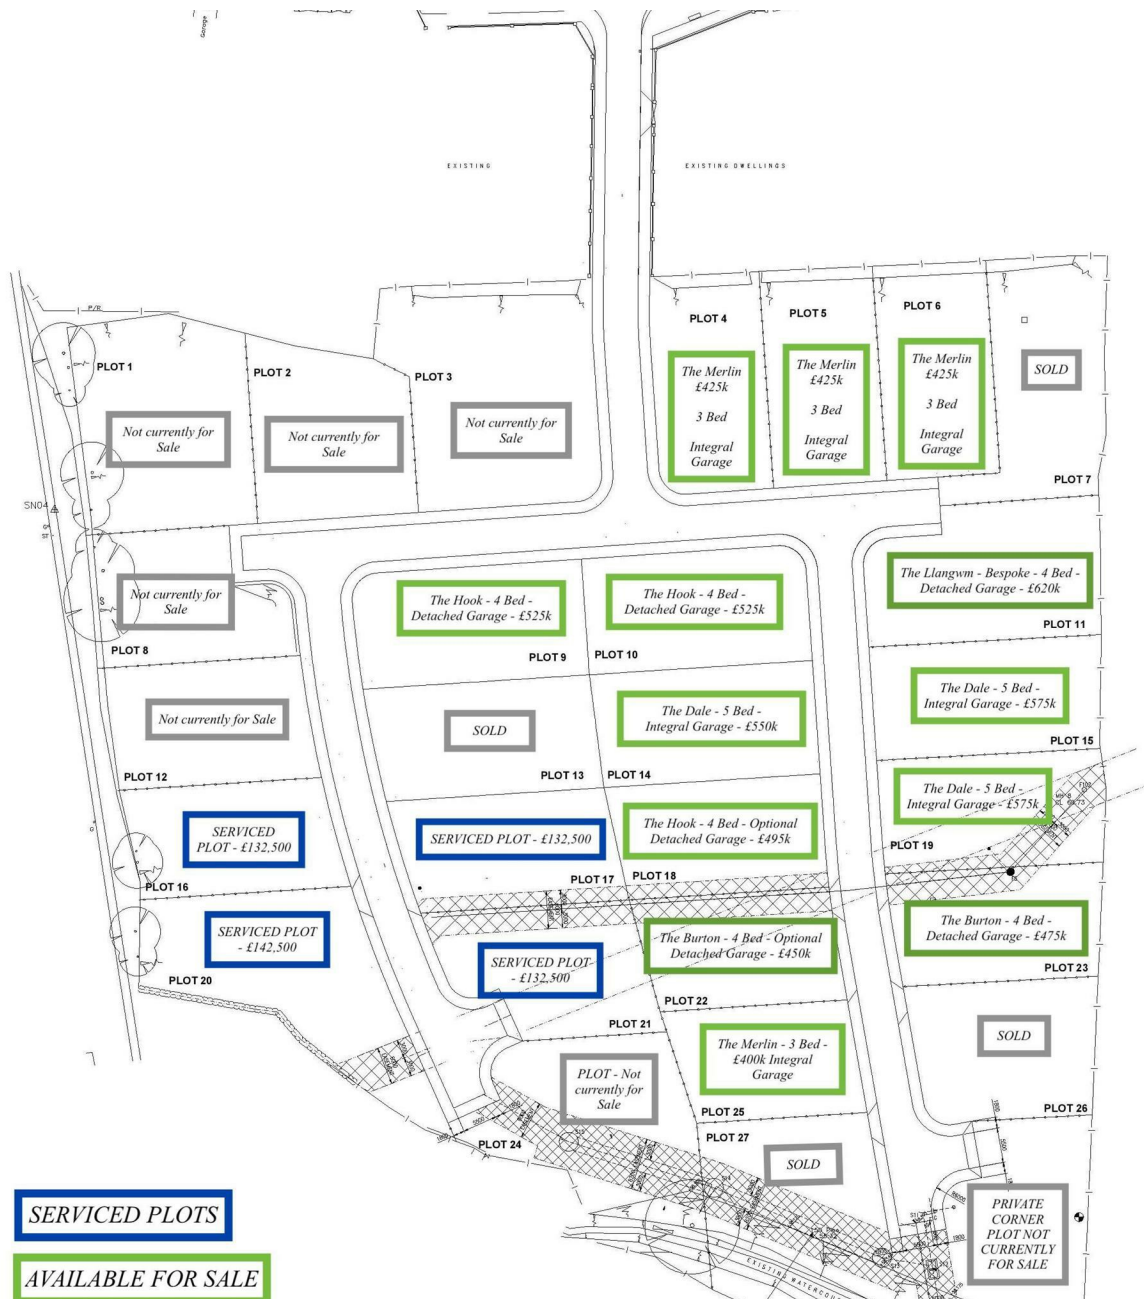 Garage
EXISTING
EXISTING DWELLINGS
P/R
PLOT 1
Not currently for
Sale
PLOT 2
Not currently for
Sale
PLOT 3
Not currently for
Sale
PLOT 4
The Merlin
£425k
3 Bed
Integral
Garage
PLOT 5
The Merlin
£425k
3 Bed
Integral
Garage
PLOT 6
The Merlin
£425k
3 Bed
Integral
Garage
SOLD
PLOT 7
SN04
Not currently for
Sale
PLOT 8
The Hook - 4 Bed -
Detached Garage - £525k
PLOT 9
The Hook - 4 Bed -
Detached Garage - £525k
PLOT 10
The Llangwm - Bespoke - 4 Bed -
Detached Garage - £620k
PLOT 11
Not currently for Sale
PLOT 12
SOLD
PLOT 13
The Dale - 5 Bed -
Integral Garage - £550k
PLOT 14
The Dale - 5 Bed -
Integral Garage - £575k
PLOT 15
SERVICED
PLOT - £132,500
PLOT 16
SERVICED PLOT - £132,500
PLOT 17
The Hook - 4 Bed - Optional
Detached Garage - £495k
PLOT 18
The Dale - 5 Bed -
Integral Garage - £575k
PLOT 19
SERVICED PLOT
- £142,500
PLOT 20
SERVICED PLOT
- £132,500
PLOT 21
The Burton - 4 Bed - Optional
Detached Garage - £450k
PLOT 22
The Burton - 4 Bed -
Detached Garage - £475k
PLOT 23
PLOT - Not
currently for
Sale
PLOT 24
The Merlin - 3 Bed -
£400k Integral
Garage
PLOT 25
SOLD
PLOT 26
PLOT 27
SOLD
PRIVATE
CORNER
PLOT NOT
CURRENTLY
FOR SALE
SERVICED PLOTS
AVAILABLE FOR SALE